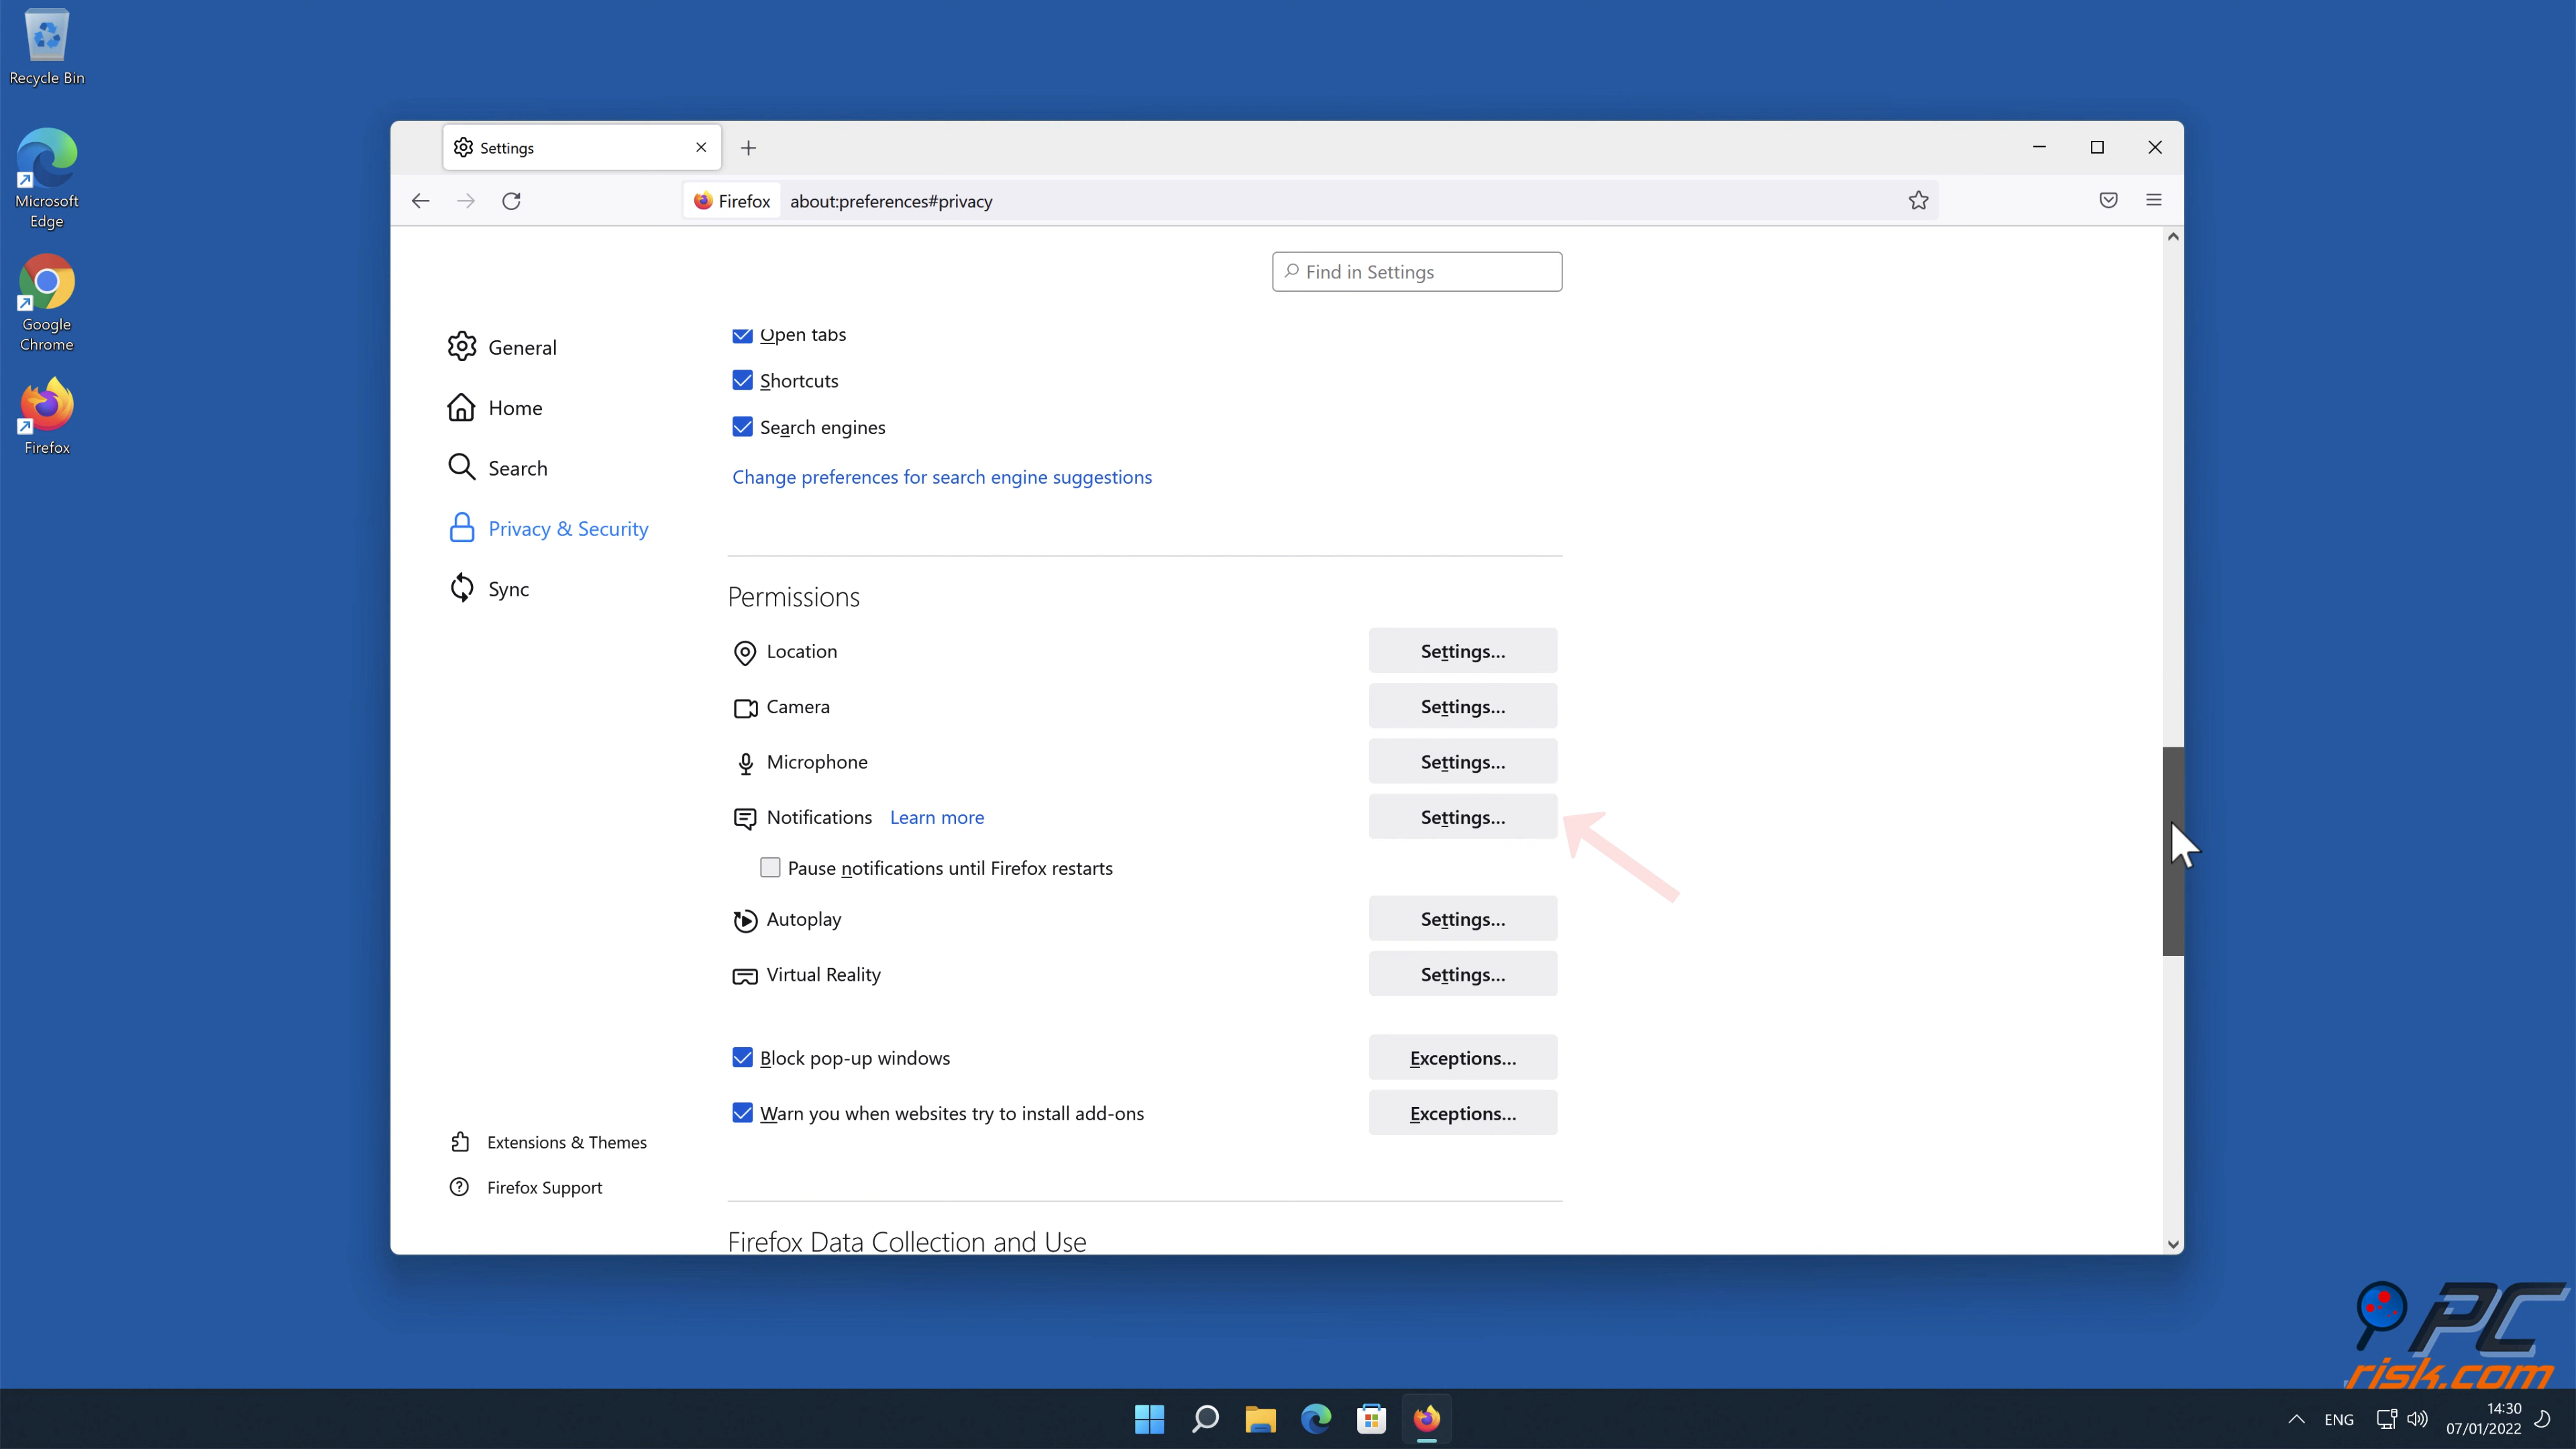 Recycle Bin
Microsoft
Edge
Google
Chrome
Firefox
Settings
Firefox
about:preferences#privacy
Find in Settings
General
Home
Search
Privacy & Security
Sync
Extensions & Themes
Firefox Support
Open tabs
Shortcuts
Search engines
Change preferences for search engine suggestions
Permissions
Location Settings...
Camera Settings...
Microphone Settings...
Notifications Learn more Settings...
Pause notifications until Firefox restarts
Autoplay Settings...
Virtual Reality Settings...
Block pop-up windows Exceptions...
Warn you when websites try to install add-ons Exceptions...
Firefox Data Collection and Use
PC
risk.com
ENG
14:30
07/01/2022